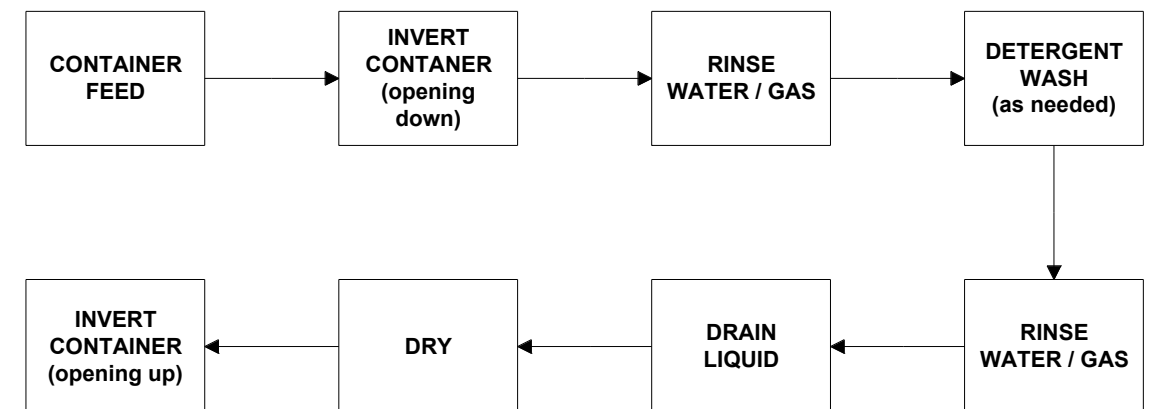 CONTAINER
FEED
INVERT
CONTANER
(opening
down)
RINSE
WATER / GAS
DETERGENT
WASH
(as needed)
RINSE
WATER / GAS
DRAIN
LIQUID
DRY
INVERT
CONTAINER
(opening up)